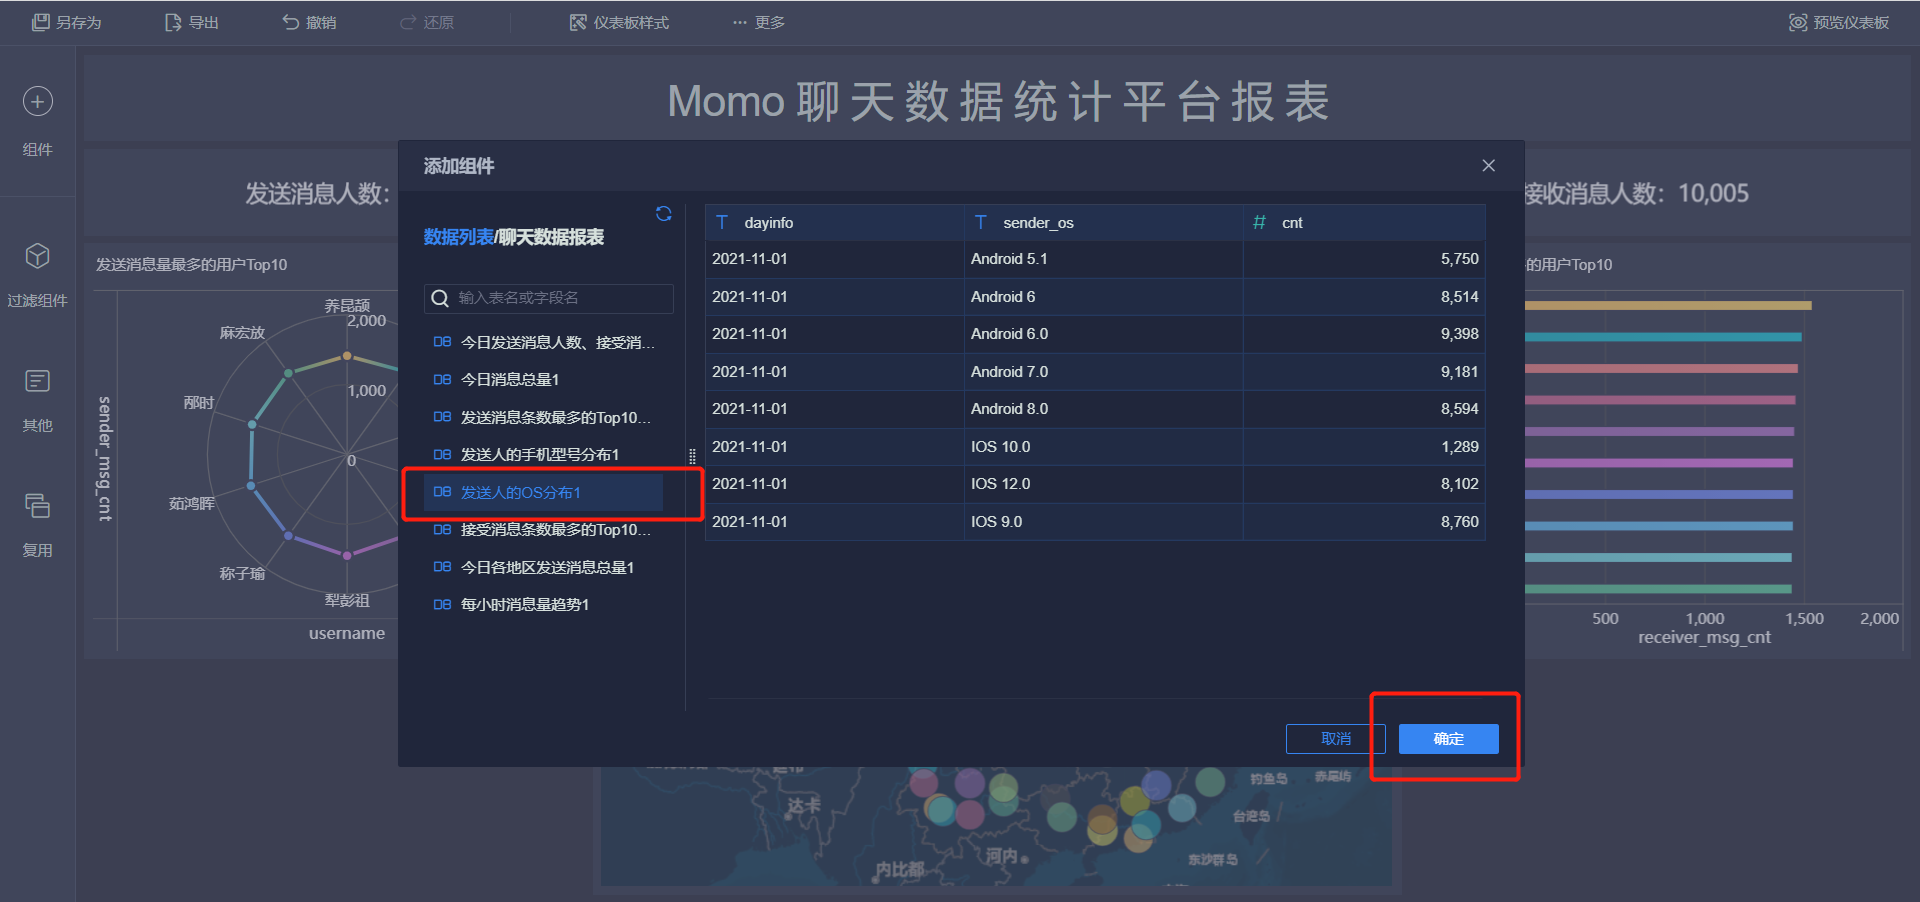 另存为
导出
撤销
还原
仪表板样式
更多
预览仪表板
组件
过滤组件
其他
复用
Momo 聊天数据统计平台报表
发送消息人数:
接收消息人数: 10,005
发送消息量最多的用户Top10
的用户Top10
养昆颉
麻宏放
邴时
茹鸿晖
称子瑜
犁彭祖
2,000
1,000
0
sender_msg_cnt
username
500
1,000
1,500
2,000
receiver_msg_cnt
添加组件
数据列表/聊天数据报表
输入表名或字段名
DB 今日发送消息人数、接受消...
DB 今日消息总量1
DB 发送消息条数最多的Top10...
DB 发送人的手机型号分布1
DB 发送人的OS分布1
DB 接受消息条数最多的Top10...
DB 今日各地区发送消息总量1
DB 每小时消息量趋势1
T dayinfo T sender_os # cnt
2021-11-01 Android 5.1 5,750
2021-11-01 Android 6 8,514
2021-11-01 Android 6.0 9,398
2021-11-01 Android 7.0 9,181
2021-11-01 Android 8.0 8,594
2021-11-01 IOS 10.0 1,289
2021-11-01 IOS 12.0 8,102
2021-11-01 IOS 9.0 8,760
取消
确定
达卡
钓鱼岛
赤尾屿
台湾岛
河内
东沙群岛
内比都